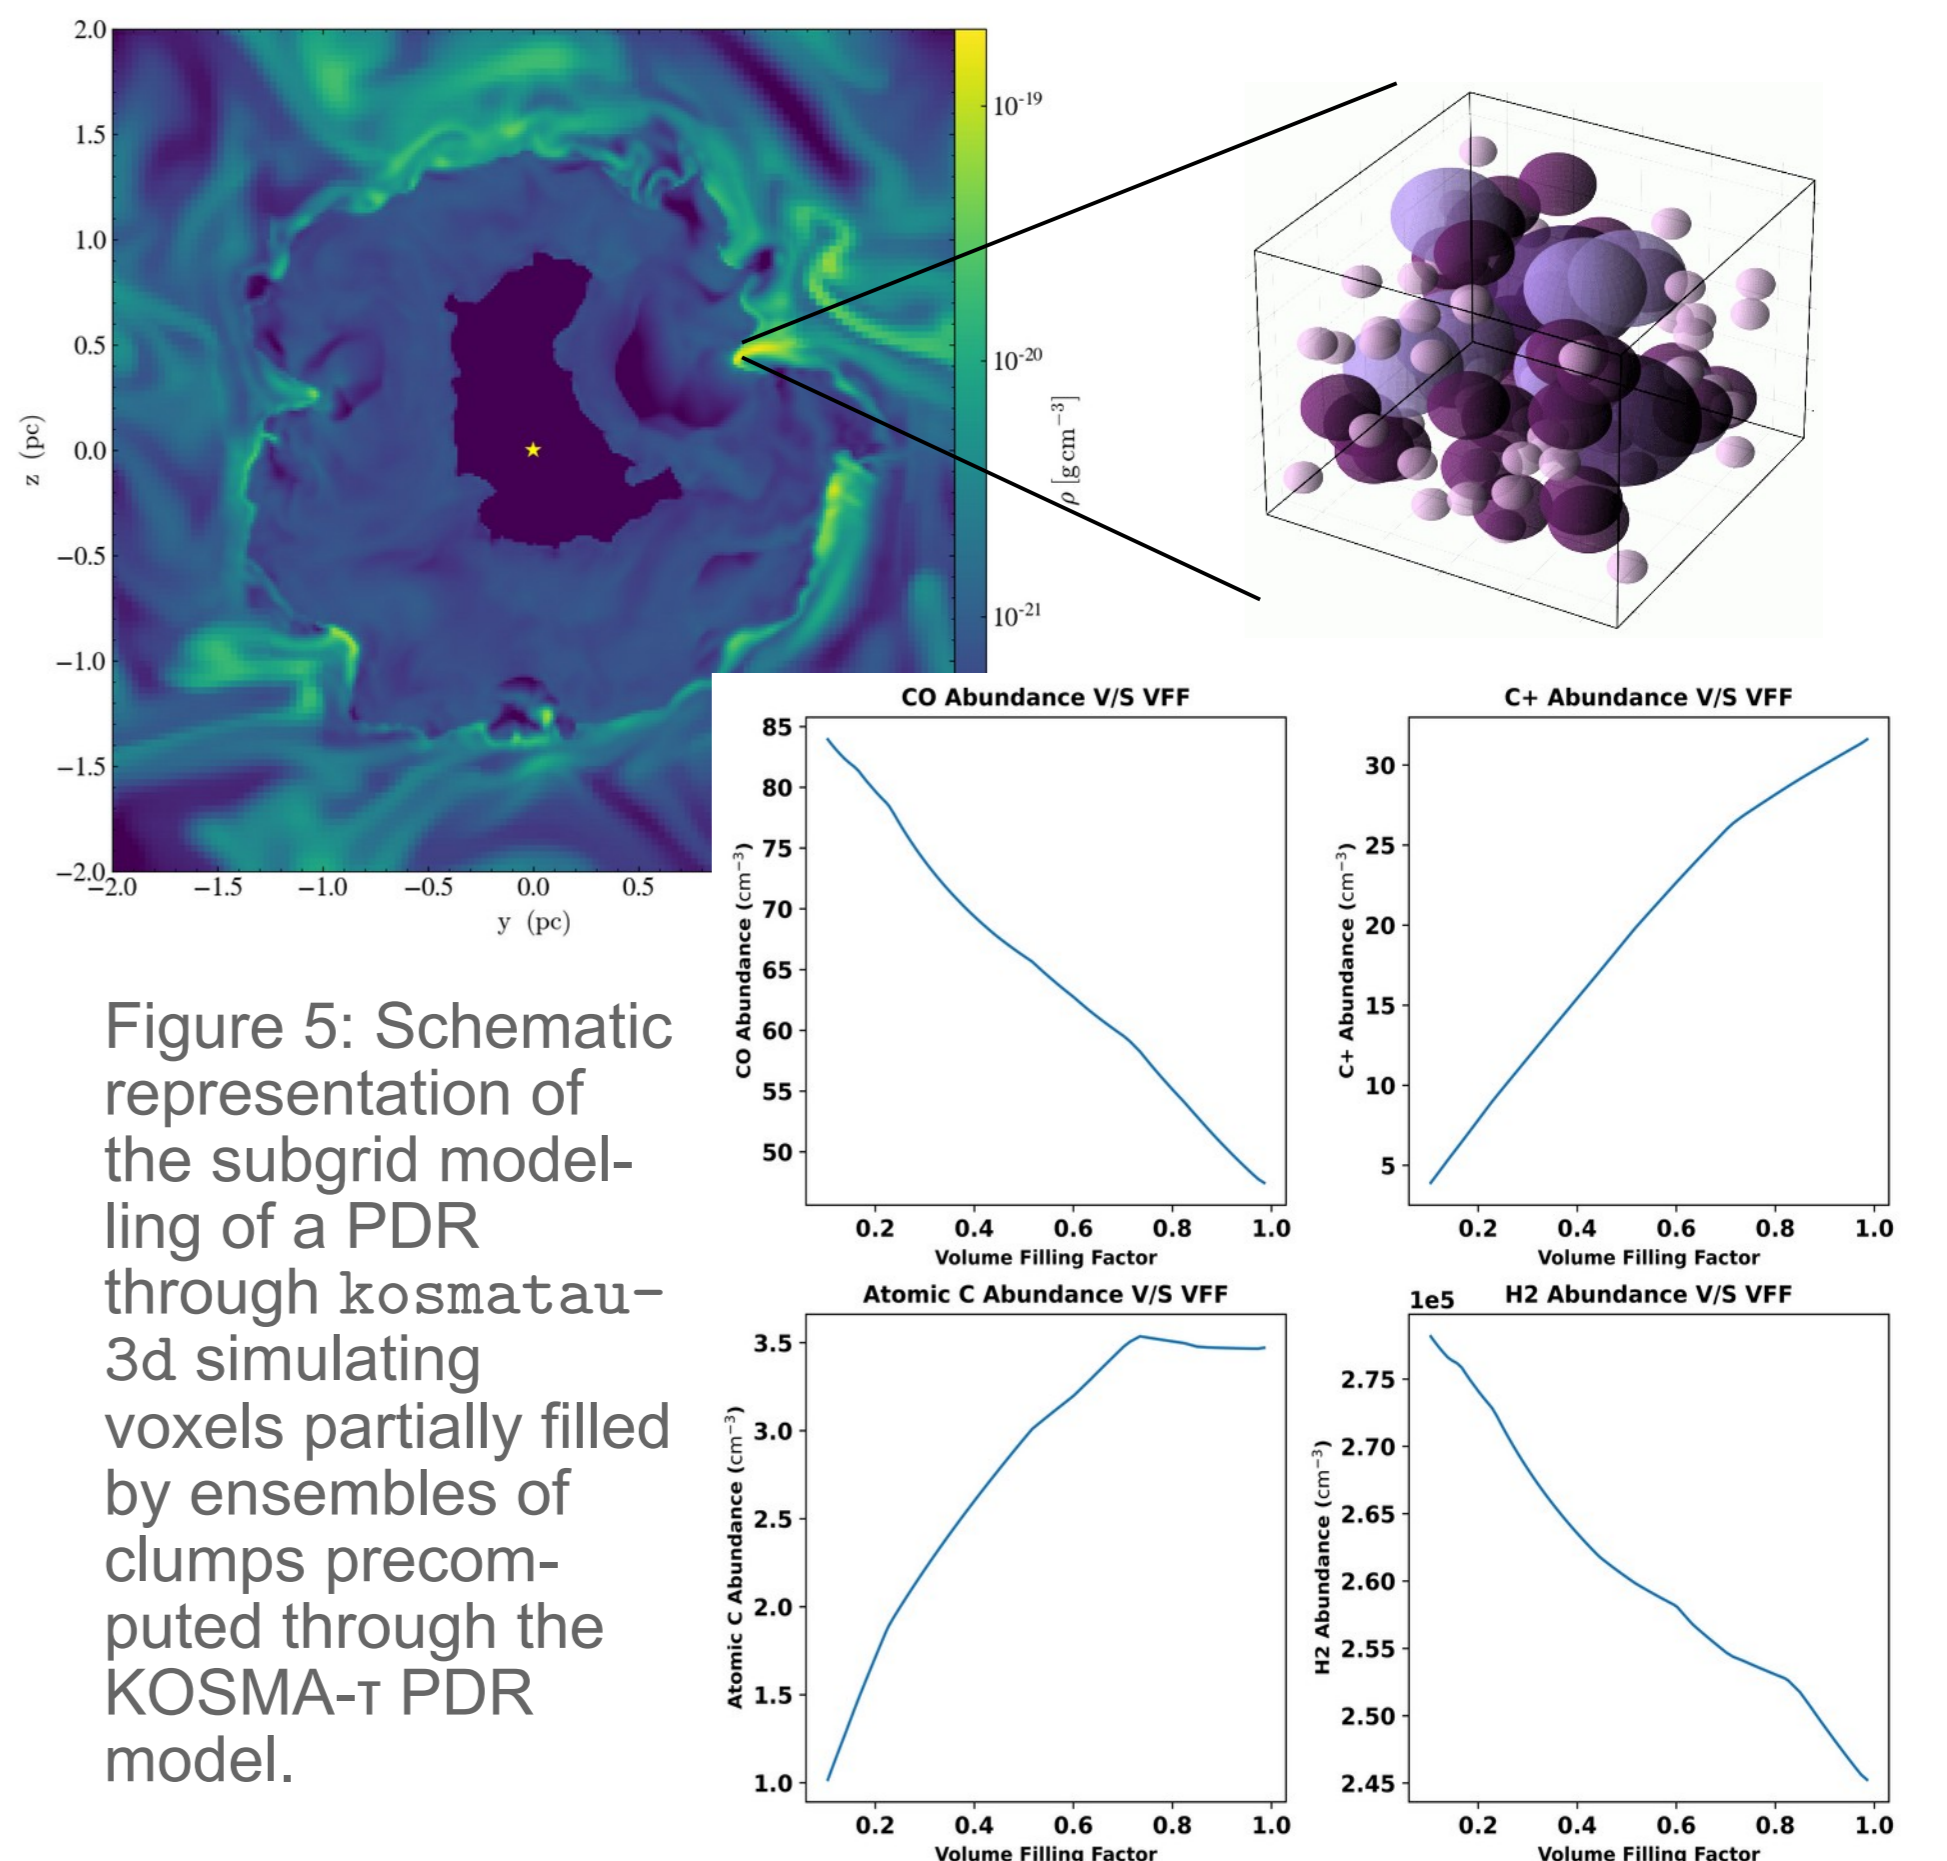 2.0
1.5
1.0
0.5
0.0
−0.5
−1.0
−1.5
−2.0
z (pc)
−2.0 −1.5 −1.0 −0.5 0.0 0.5
y (pc)
10-19
10-20
10-21
ρ [g cm−3]
Figure 5: Schematic
representation of
the subgrid model-
ling of a PDR
through kosmatau-
3d simulating
voxels partially filled
by ensembles of
clumps precom-
puted through the
KOSMA-τ PDR
model.
CO Abundance V/S VFF
85
80
75
70
65
60
55
50
CO Abundance (cm−3)
0.2 0.4 0.6 0.8 1.0
Volume Filling Factor
C+ Abundance V/S VFF
30
25
20
15
10
5
C+ Abundance (cm−3)
0.2 0.4 0.6 0.8 1.0
Volume Filling Factor
Atomic C Abundance V/S VFF
3.5
3.0
2.5
2.0
1.5
1.0
Atomic C Abundance (cm−3)
0.2 0.4 0.6 0.8 1.0
Volume Filling Factor
1e5 H2 Abundance V/S VFF
2.75
2.70
2.65
2.60
2.55
2.50
2.45
H2 Abundance (cm−3)
0.2 0.4 0.6 0.8 1.0
Volume Filling Factor